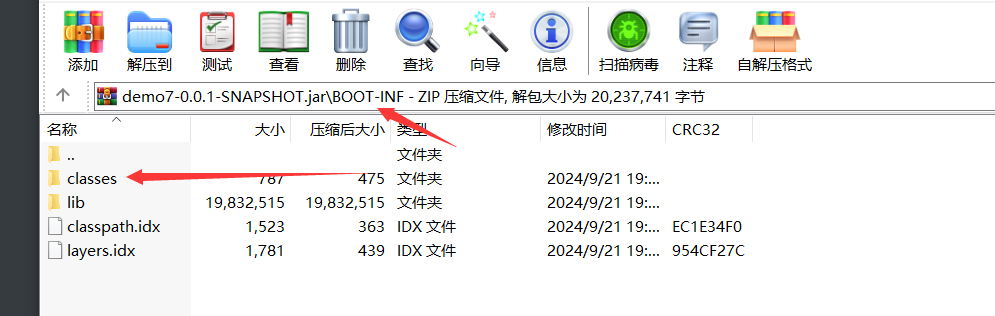 添加 解压到 测试 查看 删除 查找 向导 信息 扫描病毒 注释 自解压格式
demo7-0.0.1-SNAPSHOT.jar\BOOT-INF - ZIP 压缩文件, 解包大小为 20,237,741 字节
名称 大小 压缩后大小 类型 修改时间 CRC32
.. 文件夹
classes 787 475 文件夹 2024/9/21 19:...
lib 19,832,515 19,832,515 文件夹 2024/9/21 19:...
classpath.idx 1,523 363 IDX 文件 2024/9/21 19:... EC1E34F0
layers.idx 1,781 439 IDX 文件 2024/9/21 19:... 954CF27C